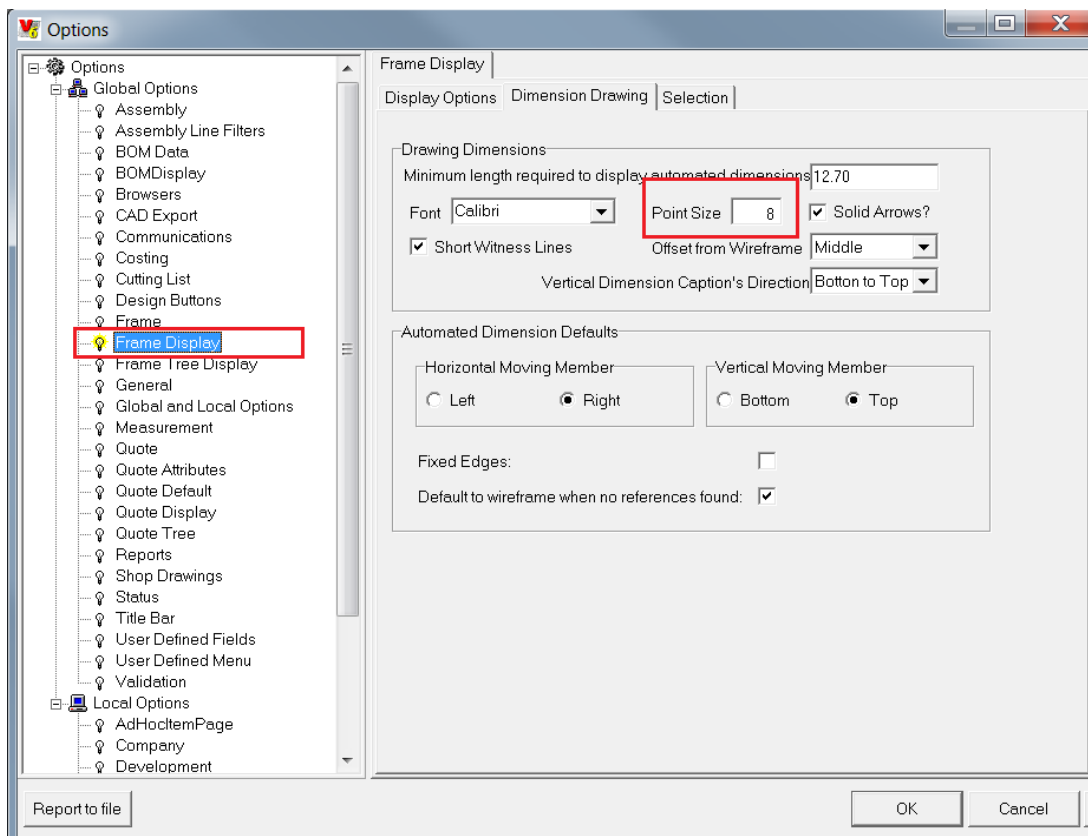 Options
Options
Global Options
Assembly
Assembly Line Filters
BOM Data
BOMDisplay
Browsers
CAD Export
Communications
Costing
Cutting List
Design Buttons
Frame
Frame Display
Frame Tree Display
General
Global and Local Options
Measurement
Quote
Quote Attributes
Quote Default
Quote Display
Quote Tree
Reports
Shop Drawings
Status
Title Bar
User Defined Fields
User Defined Menu
Validation
Local Options
AdHocItemPage
Company
Development
Frame Display
Display Options Dimension Drawing Selection
Drawing Dimensions
Minimum length required to display automated dimensions 12.70
Font Calibri Point Size 8 Solid Arrows?
Short Witness Lines Offset from Wireframe Middle
Vertical Dimension Caption's Direction Botton to Top
Automated Dimension Defaults
Horizontal Moving Member Vertical Moving Member
Left Right Bottom Top
Fixed Edges:
Default to wireframe when no references found:
Report to file OK Cancel